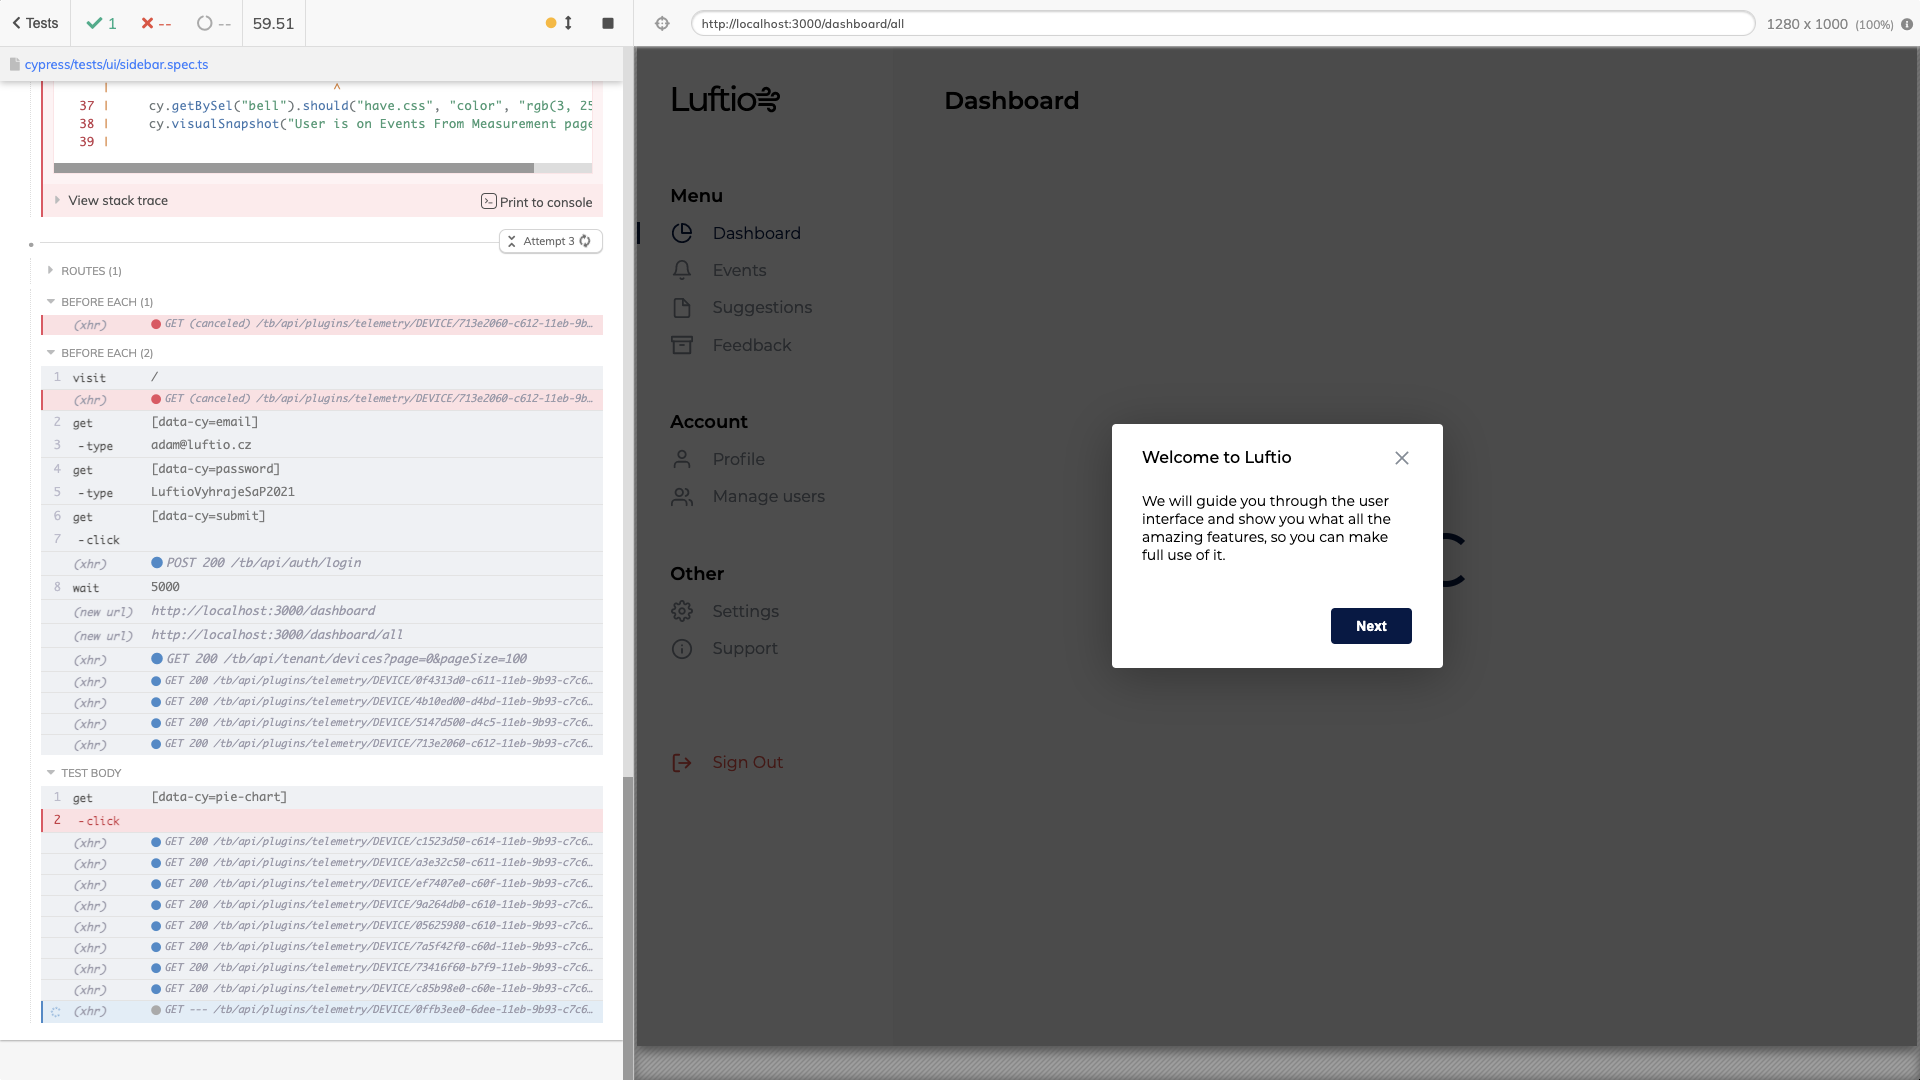 Tests
1
--
--
59.51
http://localhost:3000/dashboard/all
1280 x 1000 (100%)
cypress/tests/ui/sidebar.spec.ts
| ^
37 | cy.getBySel("bell").should("have.css", "color", "rgb(3, 25
38 | cy.visualSnapshot("User is on Events From Measurement page
39 |
View stack trace
Print to console
Attempt 3
ROUTES (1)
BEFORE EACH (1)
(xhr) GET (canceled) /tb/api/plugins/telemetry/DEVICE/713e2060-c612-11eb-9b…
BEFORE EACH (2)
1 visit /
(xhr) GET (canceled) /tb/api/plugins/telemetry/DEVICE/713e2060-c612-11eb-9b…
2 get [data-cy=email]
3 -type adam@luftio.cz
4 get [data-cy=password]
5 -type LuftioVyhrajeSaP2021
6 get [data-cy=submit]
7 -click
(xhr) POST 200 /tb/api/auth/login
8 wait 5000
(new url) http://localhost:3000/dashboard
(new url) http://localhost:3000/dashboard/all
(xhr) GET 200 /tb/api/tenant/devices?page=0&pageSize=100
(xhr) GET 200 /tb/api/plugins/telemetry/DEVICE/0f4313d0-c611-11eb-9b93-c7c6…
(xhr) GET 200 /tb/api/plugins/telemetry/DEVICE/4b10ed00-d4bd-11eb-9b93-c7c6…
(xhr) GET 200 /tb/api/plugins/telemetry/DEVICE/5147d500-d4c5-11eb-9b93-c7c6…
(xhr) GET 200 /tb/api/plugins/telemetry/DEVICE/713e2060-c612-11eb-9b93-c7c6…
TEST BODY
1 get [data-cy=pie-chart]
2 -click
(xhr) GET 200 /tb/api/plugins/telemetry/DEVICE/c1523d50-c614-11eb-9b93-c7c6…
(xhr) GET 200 /tb/api/plugins/telemetry/DEVICE/a3e32c50-c611-11eb-9b93-c7c6…
(xhr) GET 200 /tb/api/plugins/telemetry/DEVICE/ef7407e0-c60f-11eb-9b93-c7c6…
(xhr) GET 200 /tb/api/plugins/telemetry/DEVICE/9a264db0-c610-11eb-9b93-c7c6…
(xhr) GET 200 /tb/api/plugins/telemetry/DEVICE/05625980-c610-11eb-9b93-c7c6…
(xhr) GET 200 /tb/api/plugins/telemetry/DEVICE/7a5f42f0-c60d-11eb-9b93-c7c6…
(xhr) GET 200 /tb/api/plugins/telemetry/DEVICE/73416f60-b7f9-11eb-9b93-c7c6…
(xhr) GET 200 /tb/api/plugins/telemetry/DEVICE/c85b98e0-c60e-11eb-9b93-c7c6…
(xhr) GET --- /tb/api/plugins/telemetry/DEVICE/0ffb3ee0-6dee-11eb-9b93-c7c6…
Luftio
Dashboard
Menu
Dashboard
Events
Suggestions
Feedback
Account
Profile
Manage users
Other
Settings
Support
Sign Out
Welcome to Luftio
We will guide you through the user
interface and show you what all the
amazing features, so you can make
full use of it.
Next